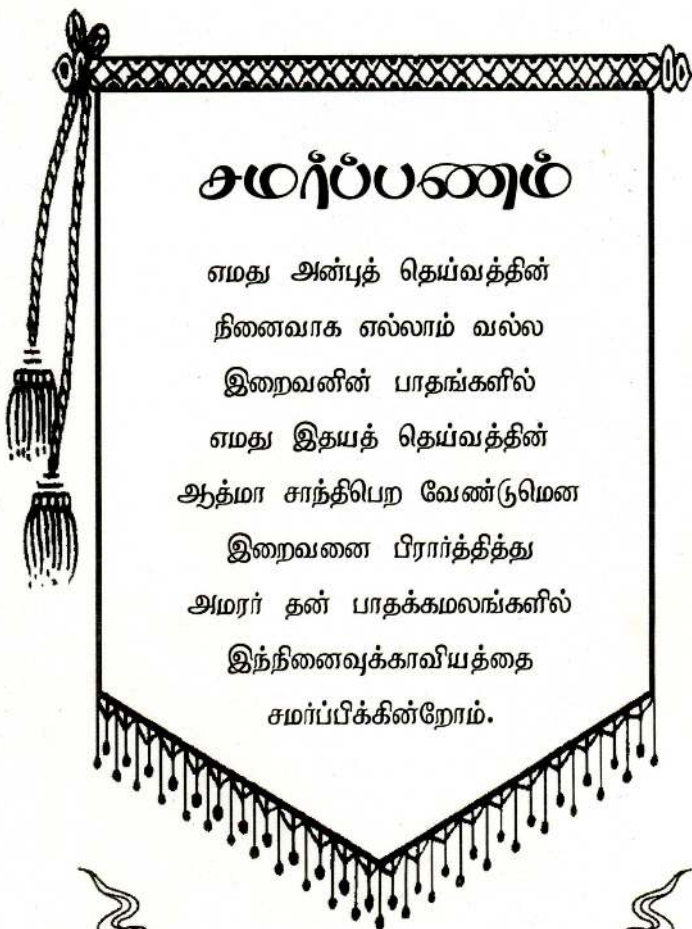 சமர்ப்பணம்
எமது அன்புத் தெய்வத்தின்
நினைவாக எல்லாம் வல்ல
இறைவனின் பாதங்களில்
எமது இதயத் தெய்வத்தின்
ஆத்மா சாந்திபெற வேண்டுமென
இறைவனை பிரார்த்தித்து
அமரர் தன் பாதக்கமலங்களில்
இந்நினைவுக்காவியத்தை
சமர்ப்பிக்கின்றோம்.